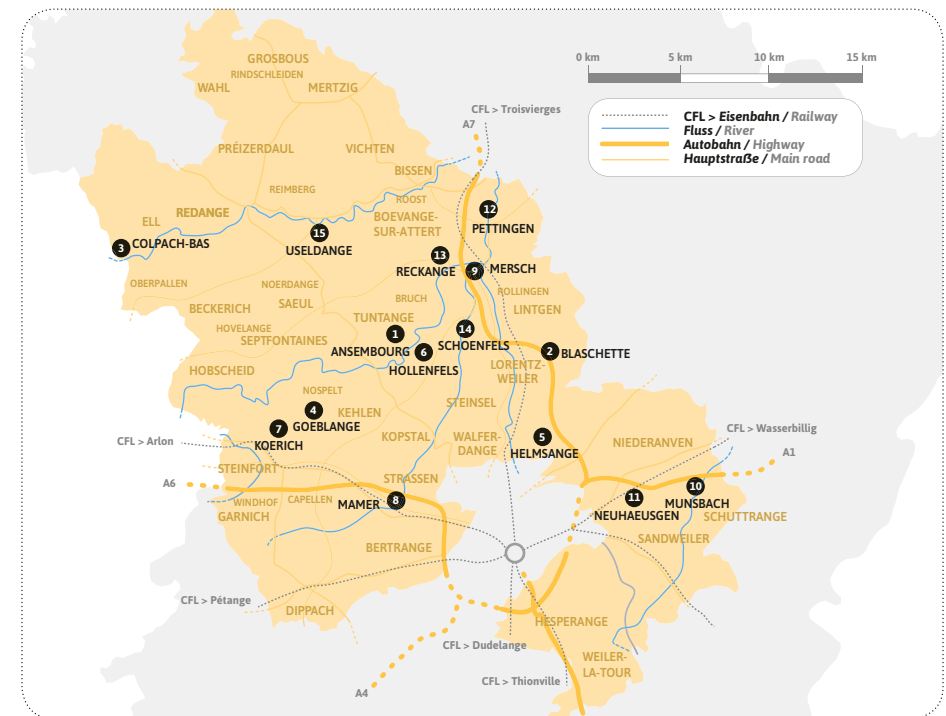 GROSBOUS
RINDSCHLEIDEN
WAHL
MERTZIG
0 km
5 km
10 km
15 km
CFL > Troisvierges
A7
CFL > Eisenbahn / Railway
Fluss / River
Autobahn / Highway
Hauptstraße / Main road
PRÉIZERDAUL
VICHTEN
BISSEN
REIMBERG
ROOST
REDANGE
ELL
BOEVANGE-
SUR-ATTERT
12
PETTINGEN
3
COLPACH-BAS
15
USELDANGE
13
RECKANGE
9
MERSCH
OBERPALLEN
NOERDANGE
ROLLINGEN
BECKERICH
SAEUL
BRUCH
LINTGEN
TUNTANGE
HOVELANGE
SEPTFONTAINES
1
ANSEMBOURG
14
SCHOENFELS
6
HOLLENFELS
2
BLASCHETTE
HOBSCHEID
LORENTZ-
WEILER
NOSPELT
4
GOEBLANGE
KEHLEN
STEINSEL
7
KOERICH
KOPSTAL
WALFER-
DANGE
5
HELMSANGE
CFL > Arlon
CFL > Wasserbillig
NIEDERANVEN
A1
STEINFORT
STRASSEN
A6
WINDHOF
CAPELLEN
MAMER
8
GARNICH
11
NEUHAEUSGEN
10
MUNSBACH
SCHUTTRANGE
SANDWEILER
BERTRANGE
CFL > Pétange
DIPPACH
HESPERANGE
CFL > Dudelange
WEILER-
LA-TOUR
CFL > Thionville
A4